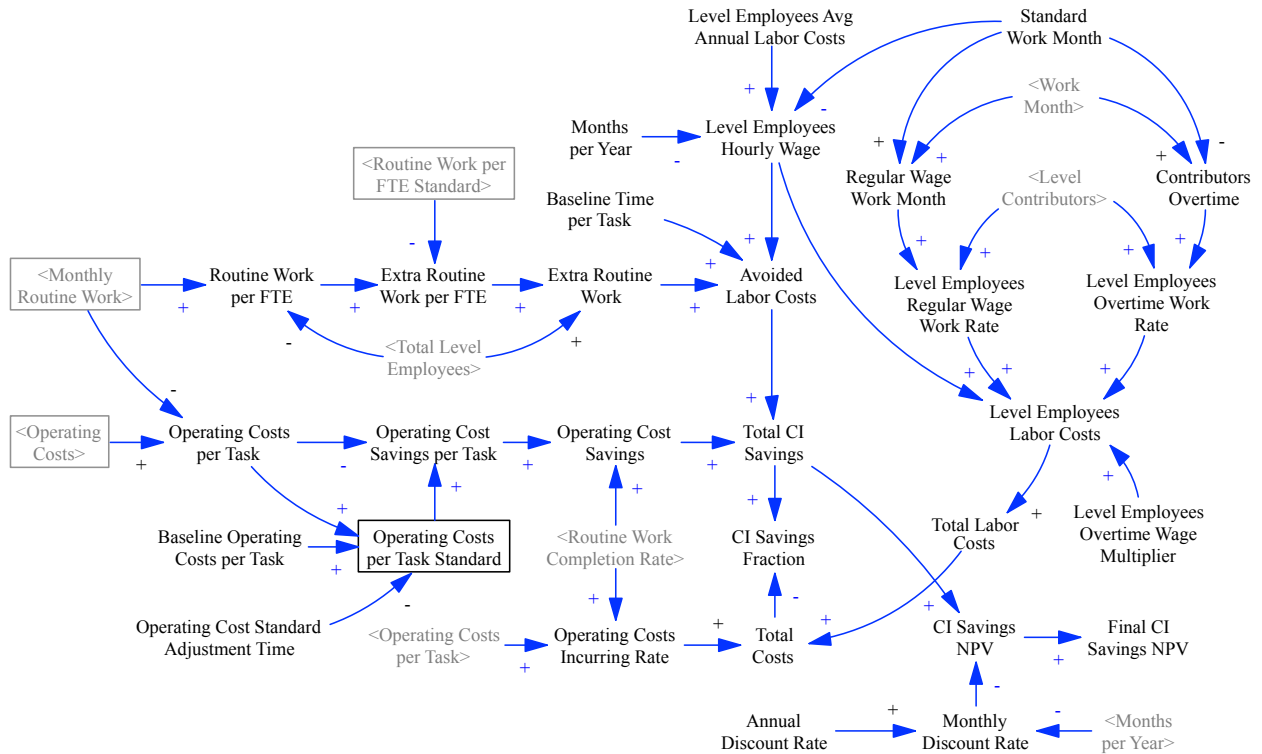 Level Employees Avg
Annual Labor Costs
Standard
Work Month
<Work
Month>
+
-
Months
per Year
-
Level Employees
Hourly Wage
+
+
+
-
<Routine Work per
FTE Standard>
Baseline Time
per Task
Regular Wage
Work Month
<Level
Contributors>
Contributors
Overtime
-
+
+
+
+
+
+
<Monthly
Routine Work>
+
Routine Work
per FTE
+
Extra Routine
Work per FTE
+
Extra Routine
Work
+
Avoided
Labor Costs
Level Employees
Regular Wage
Work Rate
Level Employees
Overtime Work
Rate
-
<Total Level
Employees>
+
-
+
+
+
+
<Operating
Costs>
+
Operating Costs
per Task
-
Operating Cost
Savings per Task
+
Operating Cost
Savings
+
Total CI
Savings
Level Employees
Labor Costs
+
+
+
+
+
+
Baseline Operating
Costs per Task
+
Operating Costs
per Task Standard
<Routine Work
Completion Rate>
CI Savings
Fraction
Total Labor
Costs
Level Employees
Overtime Wage
Multiplier
-
+
-
+
+
Operating Cost Standard
Adjustment Time
<Operating Costs
per Task>
+
Operating Costs
Incurring Rate
+
Total
Costs
CI Savings
NPV
+
Final CI
Savings NPV
-
Annual
Discount Rate
+
Monthly
Discount Rate
-
<Months
per Year>